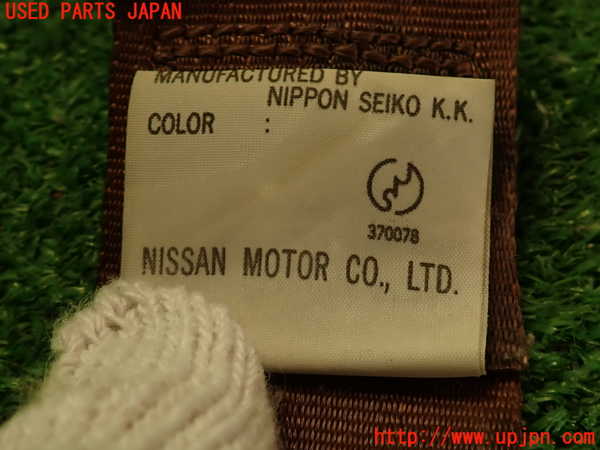 USED PARTS JAPAN
MANUFACTURED BY
NIPPON SEIKO K.K.
COLOR :
370078
NISSAN MOTOR CO., LTD.
http://www.upjpn.com/